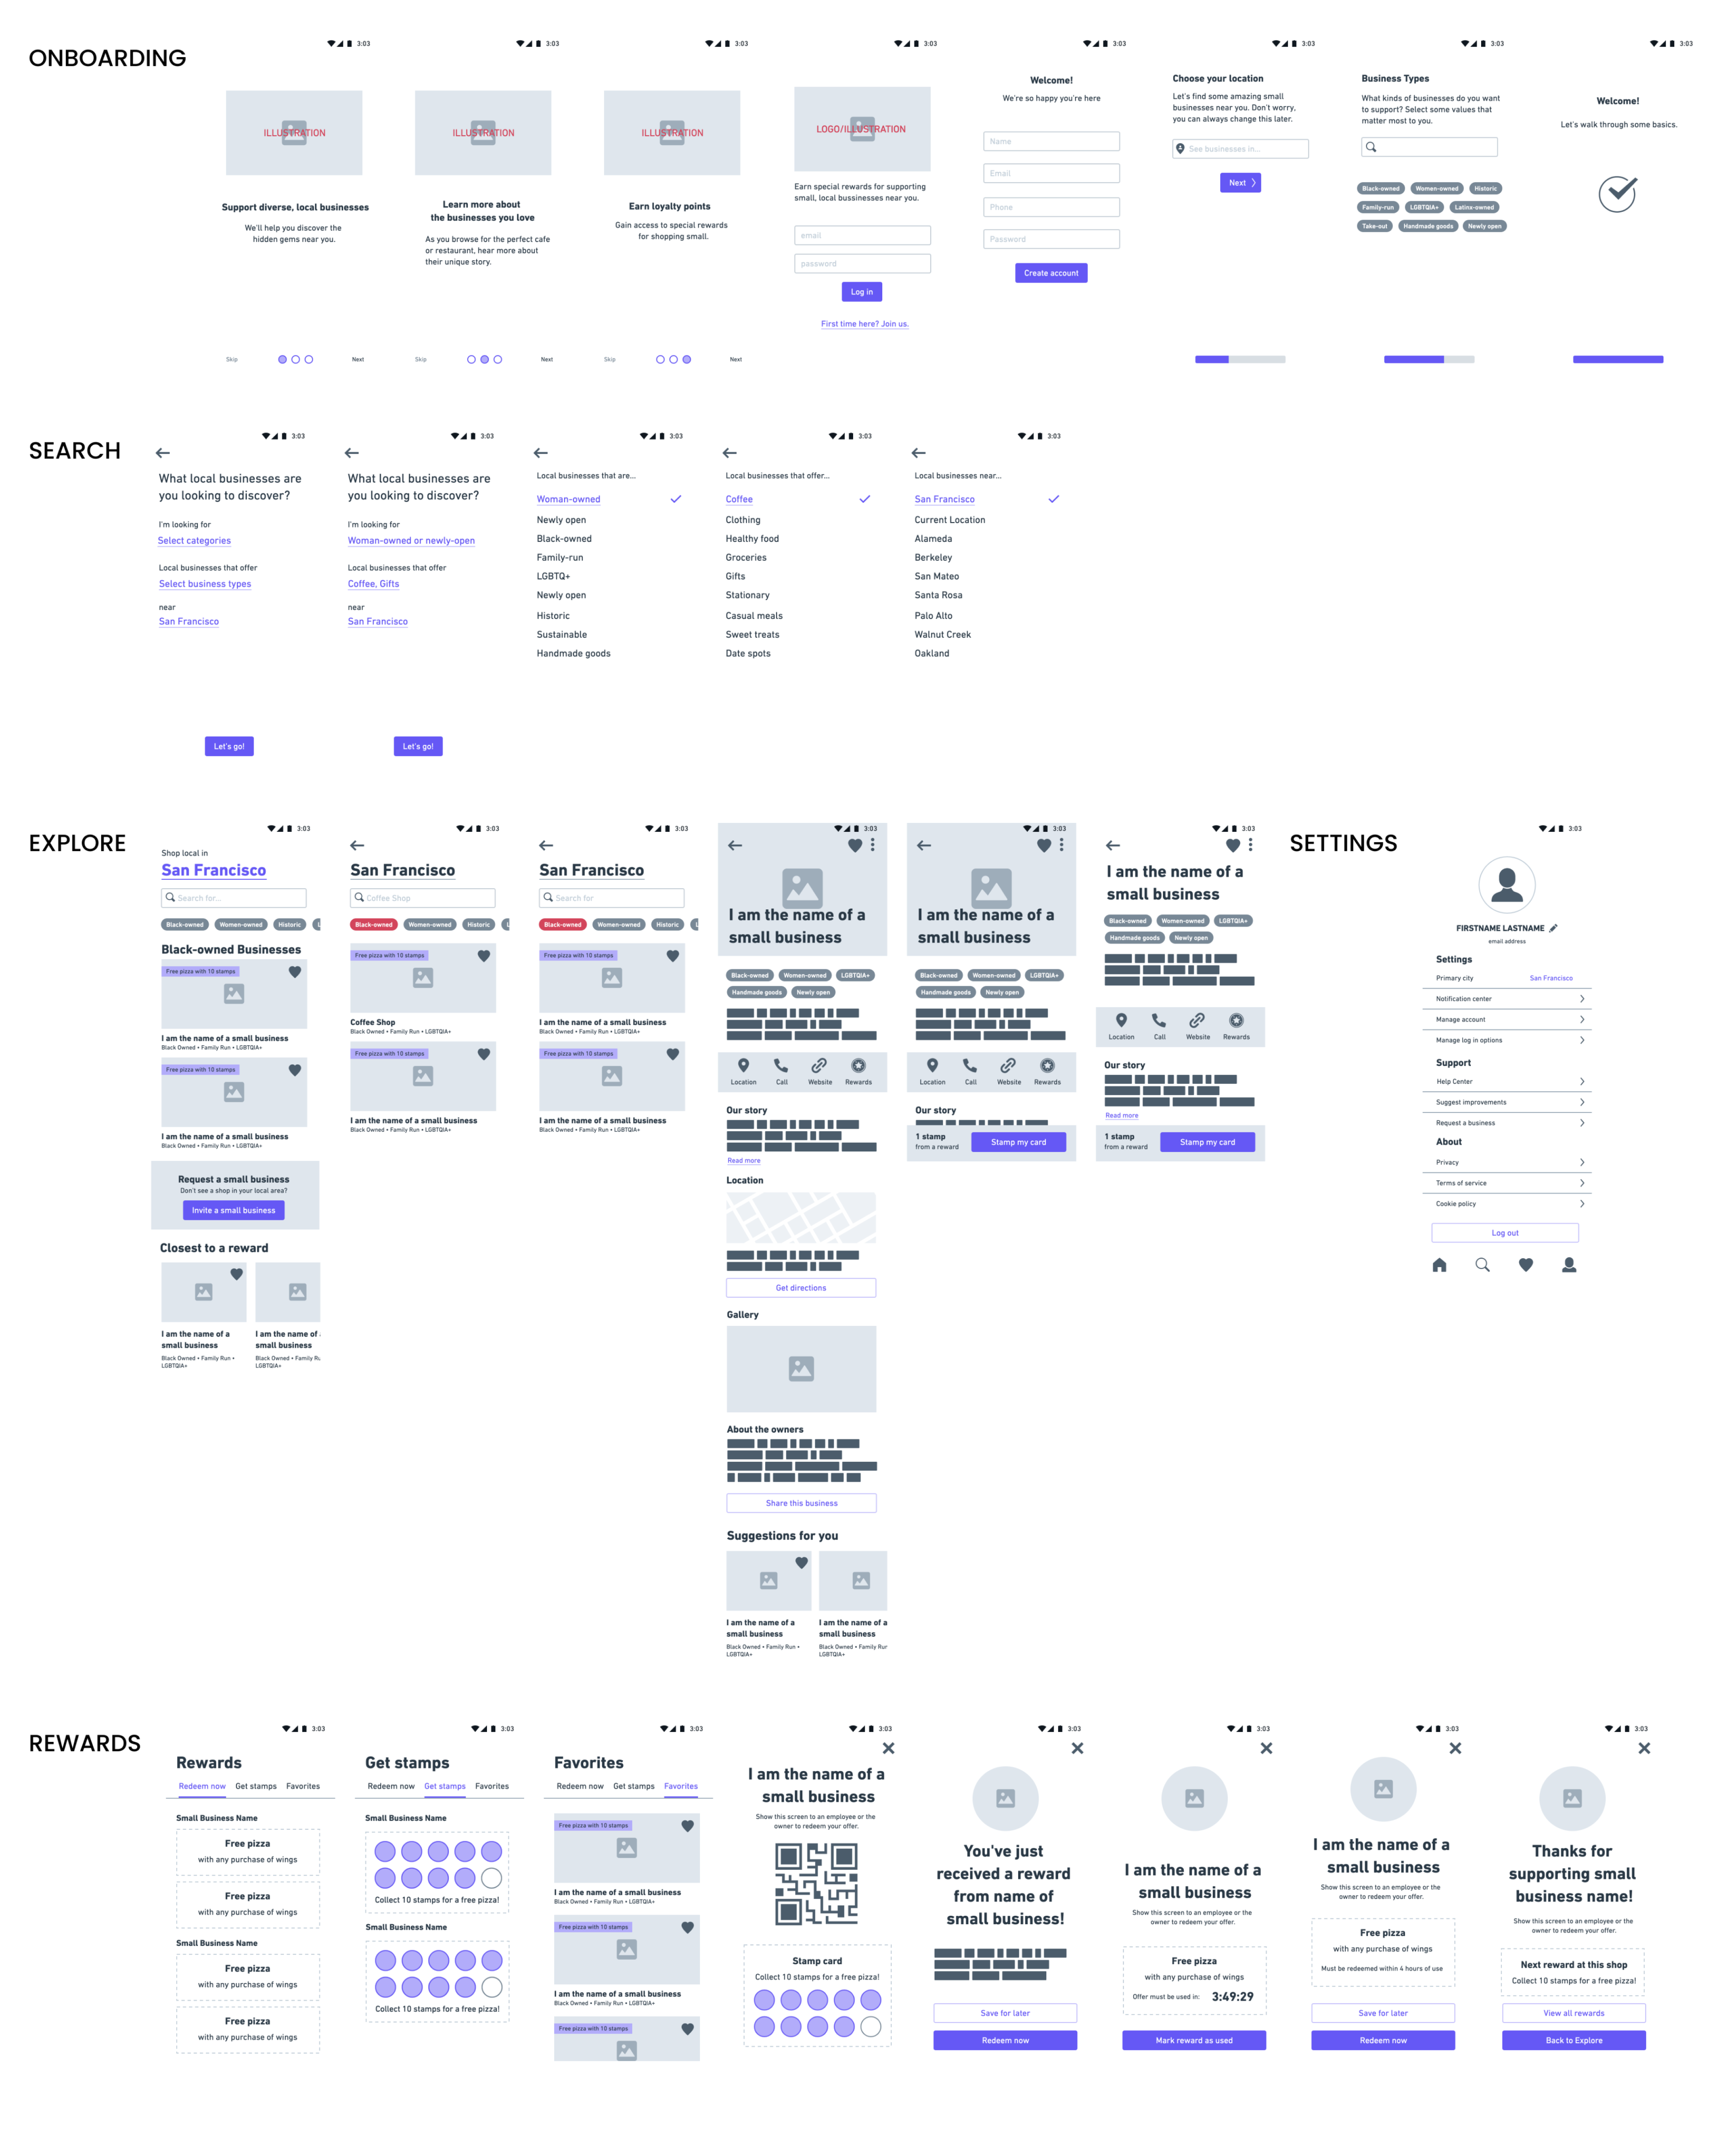 ONBOARDING
3:03
ILLUSTRATION
Support diverse, local businesses
We'll help you discover the
hidden gems near you.
Skip
Next
3:03
ILLUSTRATION
Learn more about
the businesses you love
As you browse for the perfect cafe
or restaurant, hear more about
their unique story.
Skip
Next
3:03
ILLUSTRATION
Earn loyalty points
Gain access to special rewards
for shopping small.
Skip
Next
3:03
LOGO/ILLUSTRATION
Earn special rewards for supporting
small, local bussinesses near you.
email
password
Log in
First time here? Join us.
3:03
Welcome!
We're so happy you're here
Name
Email
Phone
Password
Create account
3:03
Choose your location
Let's find some amazing small
businesses near you. Don't worry,
you can always change this later.
See businesses in...
Next
3:03
Business Types
What kinds of businesses do you want
to support? Select some values that
matter most to you.
Black-owned Women-owned Historic
Family-run LGBTQIA+ Latinx-owned
Take-out Handmade goods Newly open
3:03
Welcome!
Let's walk through some basics.
SEARCH
3:03
What local businesses are
you looking to discover?
I'm looking for
Select categories
Local businesses that offer
Select business types
near
San Francisco
Let's go!
3:03
What local businesses are
you looking to discover?
I'm looking for
Woman-owned or newly-open
Local businesses that offer
Coffee, Gifts
near
San Francisco
Let's go!
3:03
Local businesses that are...
Woman-owned
Newly open
Black-owned
Family-run
LGBTQ+
Newly open
Historic
Sustainable
Handmade goods
3:03
Local businesses that offer...
Coffee
Clothing
Healthy food
Groceries
Gifts
Stationary
Casual meals
Sweet treats
Date spots
3:03
Local businesses near...
San Francisco
Current Location
Alameda
Berkeley
San Mateo
Santa Rosa
Palo Alto
Walnut Creek
Oakland
EXPLORE
3:03
Shop local in
San Francisco
Search for...
Black-owned Women-owned Historic L
Black-owned Businesses
Free pizza with 10 stamps
I am the name of a small business
Black Owned • Family Run • LGBTQIA+
Free pizza with 10 stamps
I am the name of a small business
Black Owned • Family Run • LGBTQIA+
Request a small business
Don't see a shop in your local area?
Invite a small business
Closest to a reward
I am the name of a
small business
Black Owned • Family Run •
LGBTQIA+
I am the name of
small business
Black Owned • Family Ru
LGBTQIA+
3:03
San Francisco
Coffee Shop
Black-owned Women-owned Historic L
Free pizza with 10 stamps
Coffee Shop
Black Owned • Family Run • LGBTQIA+
Free pizza with 10 stamps
I am the name of a small business
Black Owned • Family Run • LGBTQIA+
3:03
San Francisco
Search for
Black-owned Women-owned Historic L
Free pizza with 10 stamps
I am the name of a small business
Black Owned • Family Run • LGBTQIA+
Free pizza with 10 stamps
I am the name of a small business
Black Owned • Family Run • LGBTQIA+
3:03
I am the name of a
small business
Black-owned Women-owned LGBTQIA+
Handmade goods Newly open
Location Call Website Rewards
Our story
Read more
Location
Get directions
Gallery
About the owners
Share this business
Suggestions for you
I am the name of a
small business
Black Owned • Family Run •
LGBTQIA+
I am the name of a
small business
Black Owned • Family Rur
LGBTQIA+
3:03
I am the name of a
small business
Black-owned Women-owned LGBTQIA+
Handmade goods Newly open
Location Call Website Rewards
Our story
1 stamp
from a reward
Stamp my card
3:03
I am the name of a
small business
Black-owned Women-owned LGBTQIA+
Handmade goods Newly open
Location Call Website Rewards
Our story
Read more
1 stamp
from a reward
Stamp my card
SETTINGS
3:03
FIRSTNAME LASTNAME
email address
Settings
Primary city San Francisco
Notification center
Manage account
Manage log in options
Support
Help Center
Suggest improvements
Request a business
About
Privacy
Terms of service
Cookie policy
Log out
REWARDS
3:03
Rewards
Redeem now Get stamps Favorites
Small Business Name
Free pizza
with any purchase of wings
Free pizza
with any purchase of wings
Small Business Name
Free pizza
with any purchase of wings
Free pizza
with any purchase of wings
3:03
Get stamps
Redeem now Get stamps Favorites
Small Business Name
Collect 10 stamps for a free pizza!
Small Business Name
Collect 10 stamps for a free pizza!
3:03
Favorites
Redeem now Get stamps Favorites
Free pizza with 10 stamps
I am the name of a small business
Black Owned • Family Run • LGBTQIA+
Free pizza with 10 stamps
I am the name of a small business
Black Owned • Family Run • LGBTQIA+
Free pizza with 10 stamps
3:03
I am the name of a
small business
Show this screen to an employee or the
owner to redeem your offer.
Stamp card
Collect 10 stamps for a free pizza!
3:03
You've just
received a reward
from name of
small business!
Save for later
Redeem now
3:03
I am the name of a
small business
Show this screen to an employee or the
owner to redeem your offer.
Free pizza
with any purchase of wings
Offer must be used in: 3:49:29
Mark reward as used
3:03
I am the name of a
small business
Show this screen to an employee or the
owner to redeem your offer.
Free pizza
with any purchase of wings
Must be redeemed within 4 hours of use
Save for later
Redeem now
3:03
Thanks for
supporting small
business name!
Show this screen to an employee or the
owner to redeem your offer.
Next reward at this shop
Collect 10 stamps for a free pizza!
View all rewards
Back to Explore